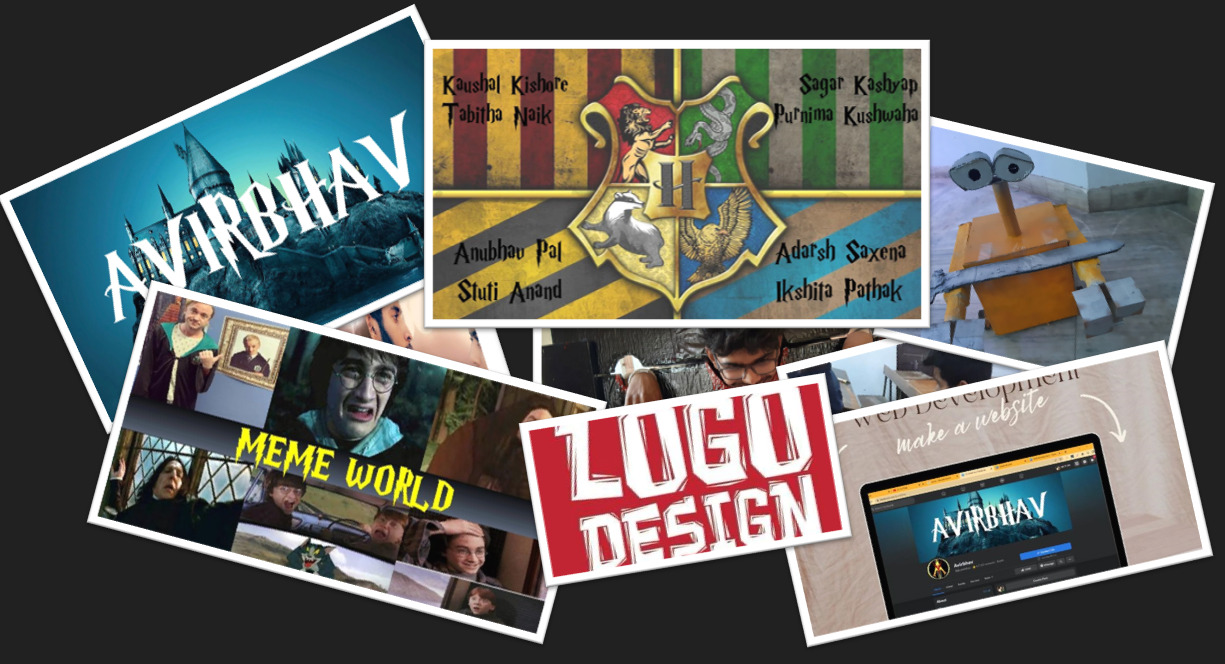 AVIRBHAV
Kaushal Kishore
Tabitha Naik
Sagar Kashyap
Purnima Kushwaha
H
Anubhav Pal
Stuti Anand
Adarsh Saxena
Ikshita Pathak
MEME WORLD
LOGO
DESIGN
Web Development
make a website
AVIRBHAV
Avirbhav